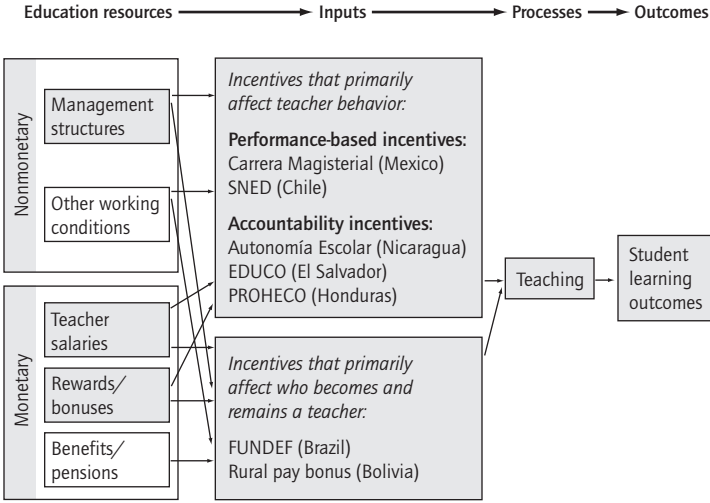 Education resources
Inputs
Processes
Outcomes
Nonmonetary
Management
structures
Other working
conditions
Monetary
Teacher
salaries
Rewards/
bonuses
Benefits/
pensions
Incentives that primarily
affect teacher behavior:
Performance-based incentives:
Carrera Magisterial (Mexico)
SNED (Chile)
Accountability incentives:
Autonomía Escolar (Nicaragua)
EDUCO (El Salvador)
PROHECO (Honduras)
Incentives that primarily
affect who becomes and
remains a teacher:
FUNDEF (Brazil)
Rural pay bonus (Bolivia)
Teaching
Student
learning
outcomes